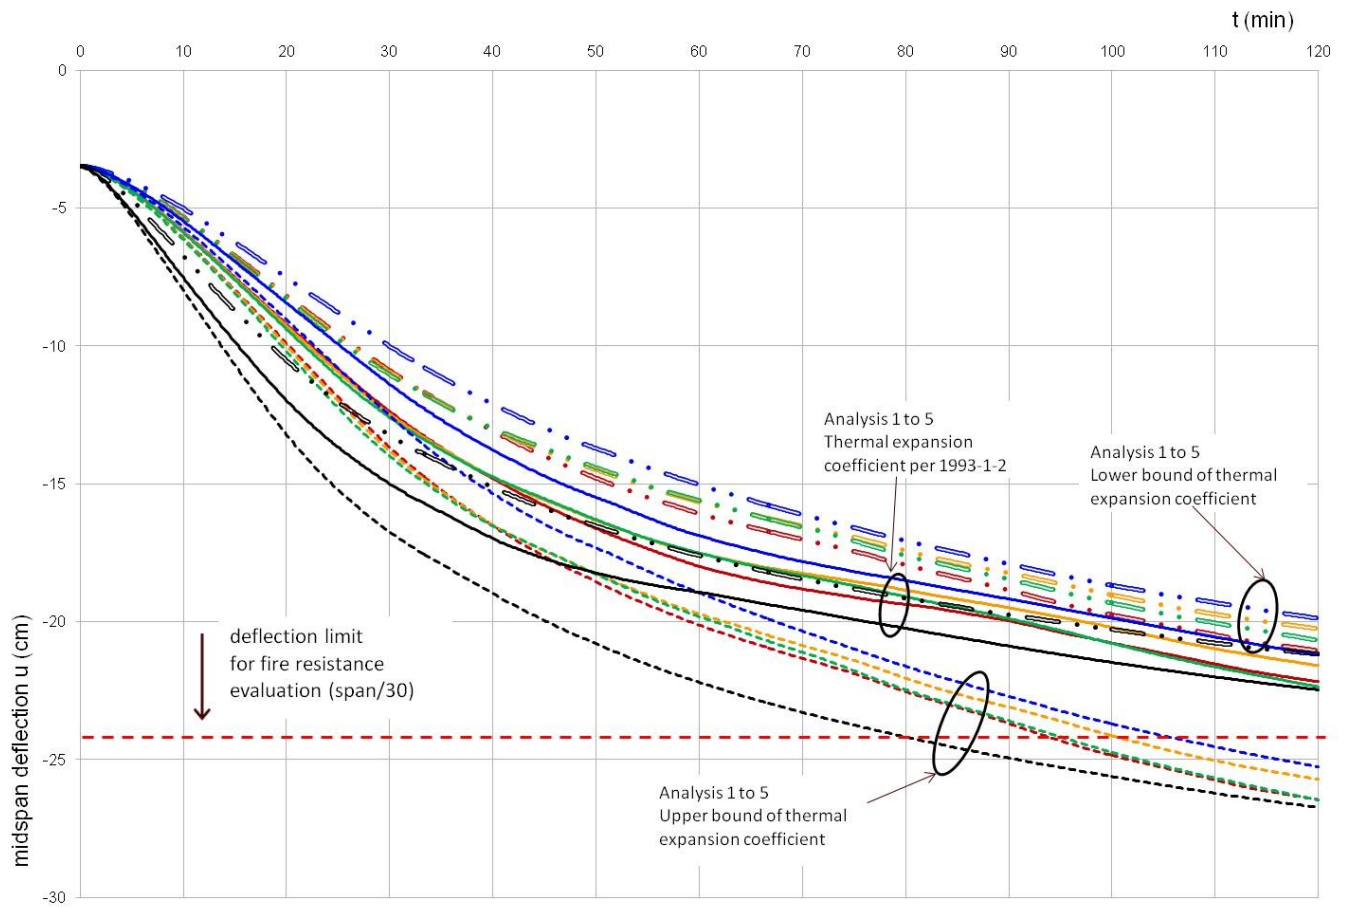 t (min)
0 10 20 30 40 50 60 70 80 90 100 110 120
0
-5
-10
Analysis 1 to 5
Thermal expansion
coefficient per 1993-1-2
Analysis 1 to 5
Lower bound of thermal
expansion coefficient
-15
-20
deflection limit
for fire resistance
evaluation (span/30)
-25
Analysis 1 to 5
Upper bound of thermal
expansion coefficient
-30
midspan deflection u (cm)